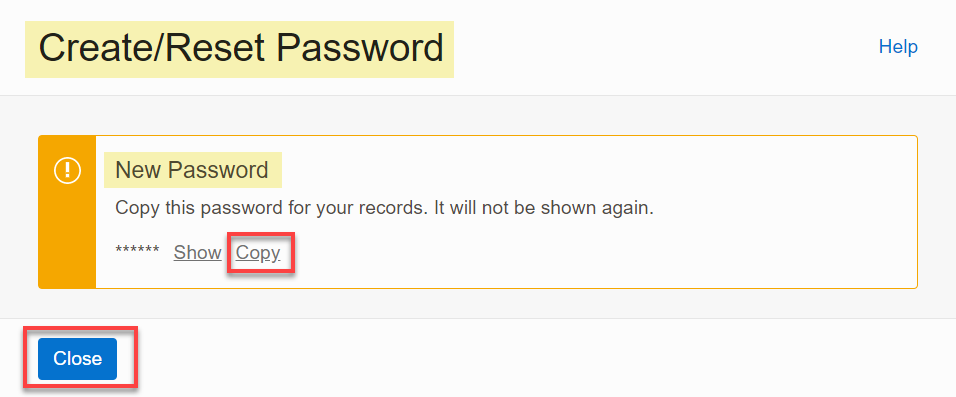 Create/Reset Password
Help
New Password
Copy this password for your records. It will not be shown again.
****** Show Copy
Close